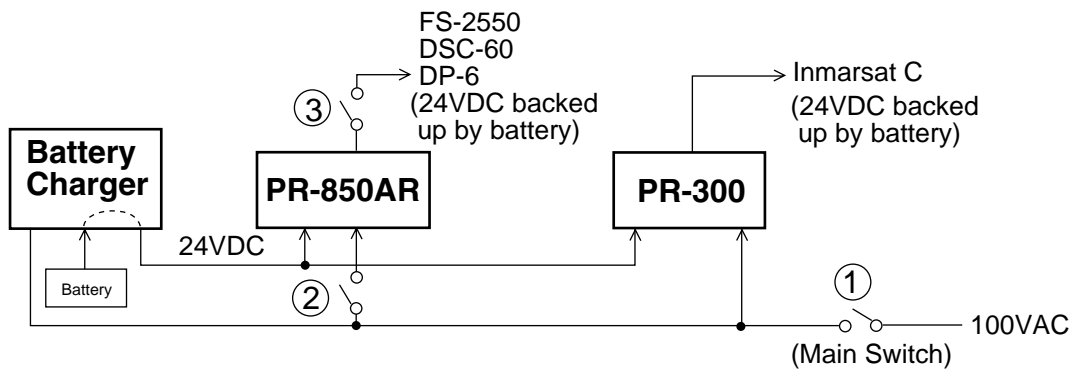 FS-2550
DSC-60
DP-6
(24VDC backed
up by battery)
③
Inmarsat C
(24VDC backed
up by battery)
Battery
Charger
PR-850AR
PR-300
24VDC
Battery
②
①
100VAC
(Main Switch)